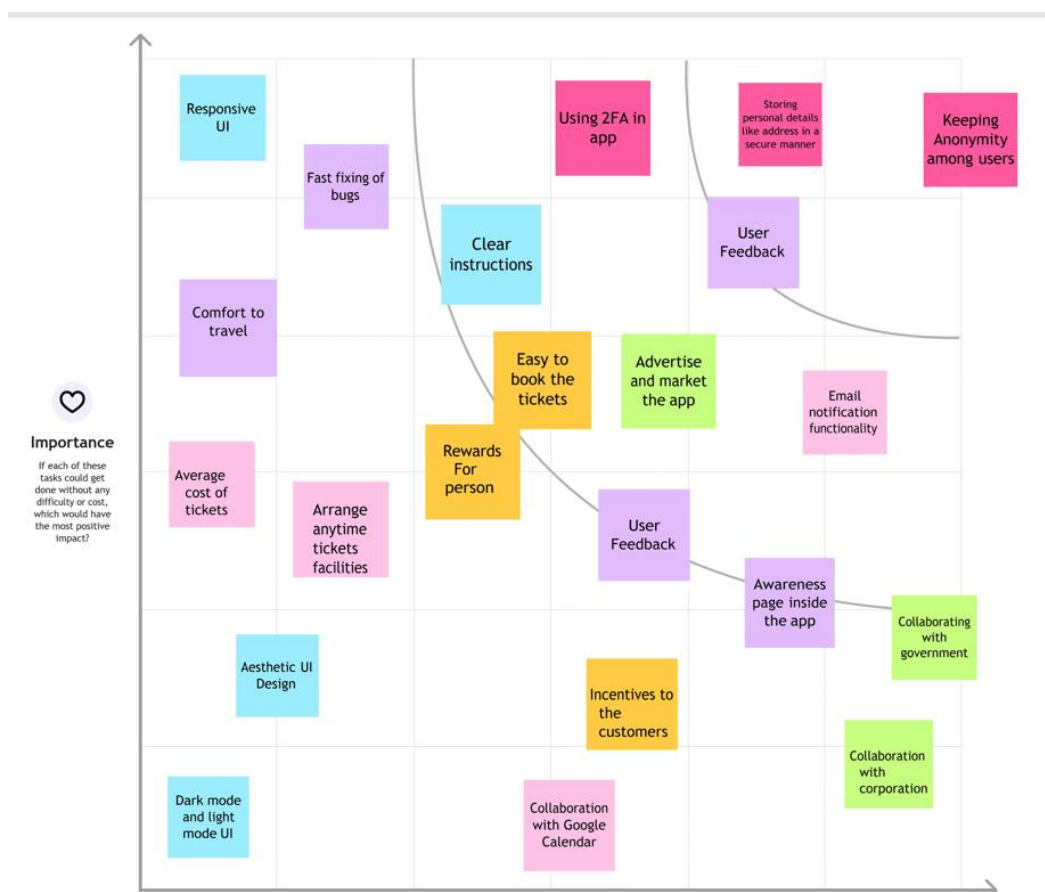 Responsive
UI
Using 2FA in
app
Storing
personal details
like address in a
secure manner
Keeping
Anonymity
among users
Fast fixing of
bugs
Clear
instructions
User
Feedback
Comfort to
travel
Easy to
book the
tickets
Advertise
and market
the app
Email
notification
functionality
Importance
If each of these
tasks could get
done without any
difficulty or cost,
which would have
the most positive
impact?
Average
cost of
tickets
Arrange
anytime
tickets
facilities
Rewards
For
person
User
Feedback
Awareness
page inside
the app
Collaborating
with
government
Aesthetic UI
Design
Incentives to
the
customers
Collaboration
with
corporation
Dark mode
and light
mode UI
Collaboration
with Google
Calendar